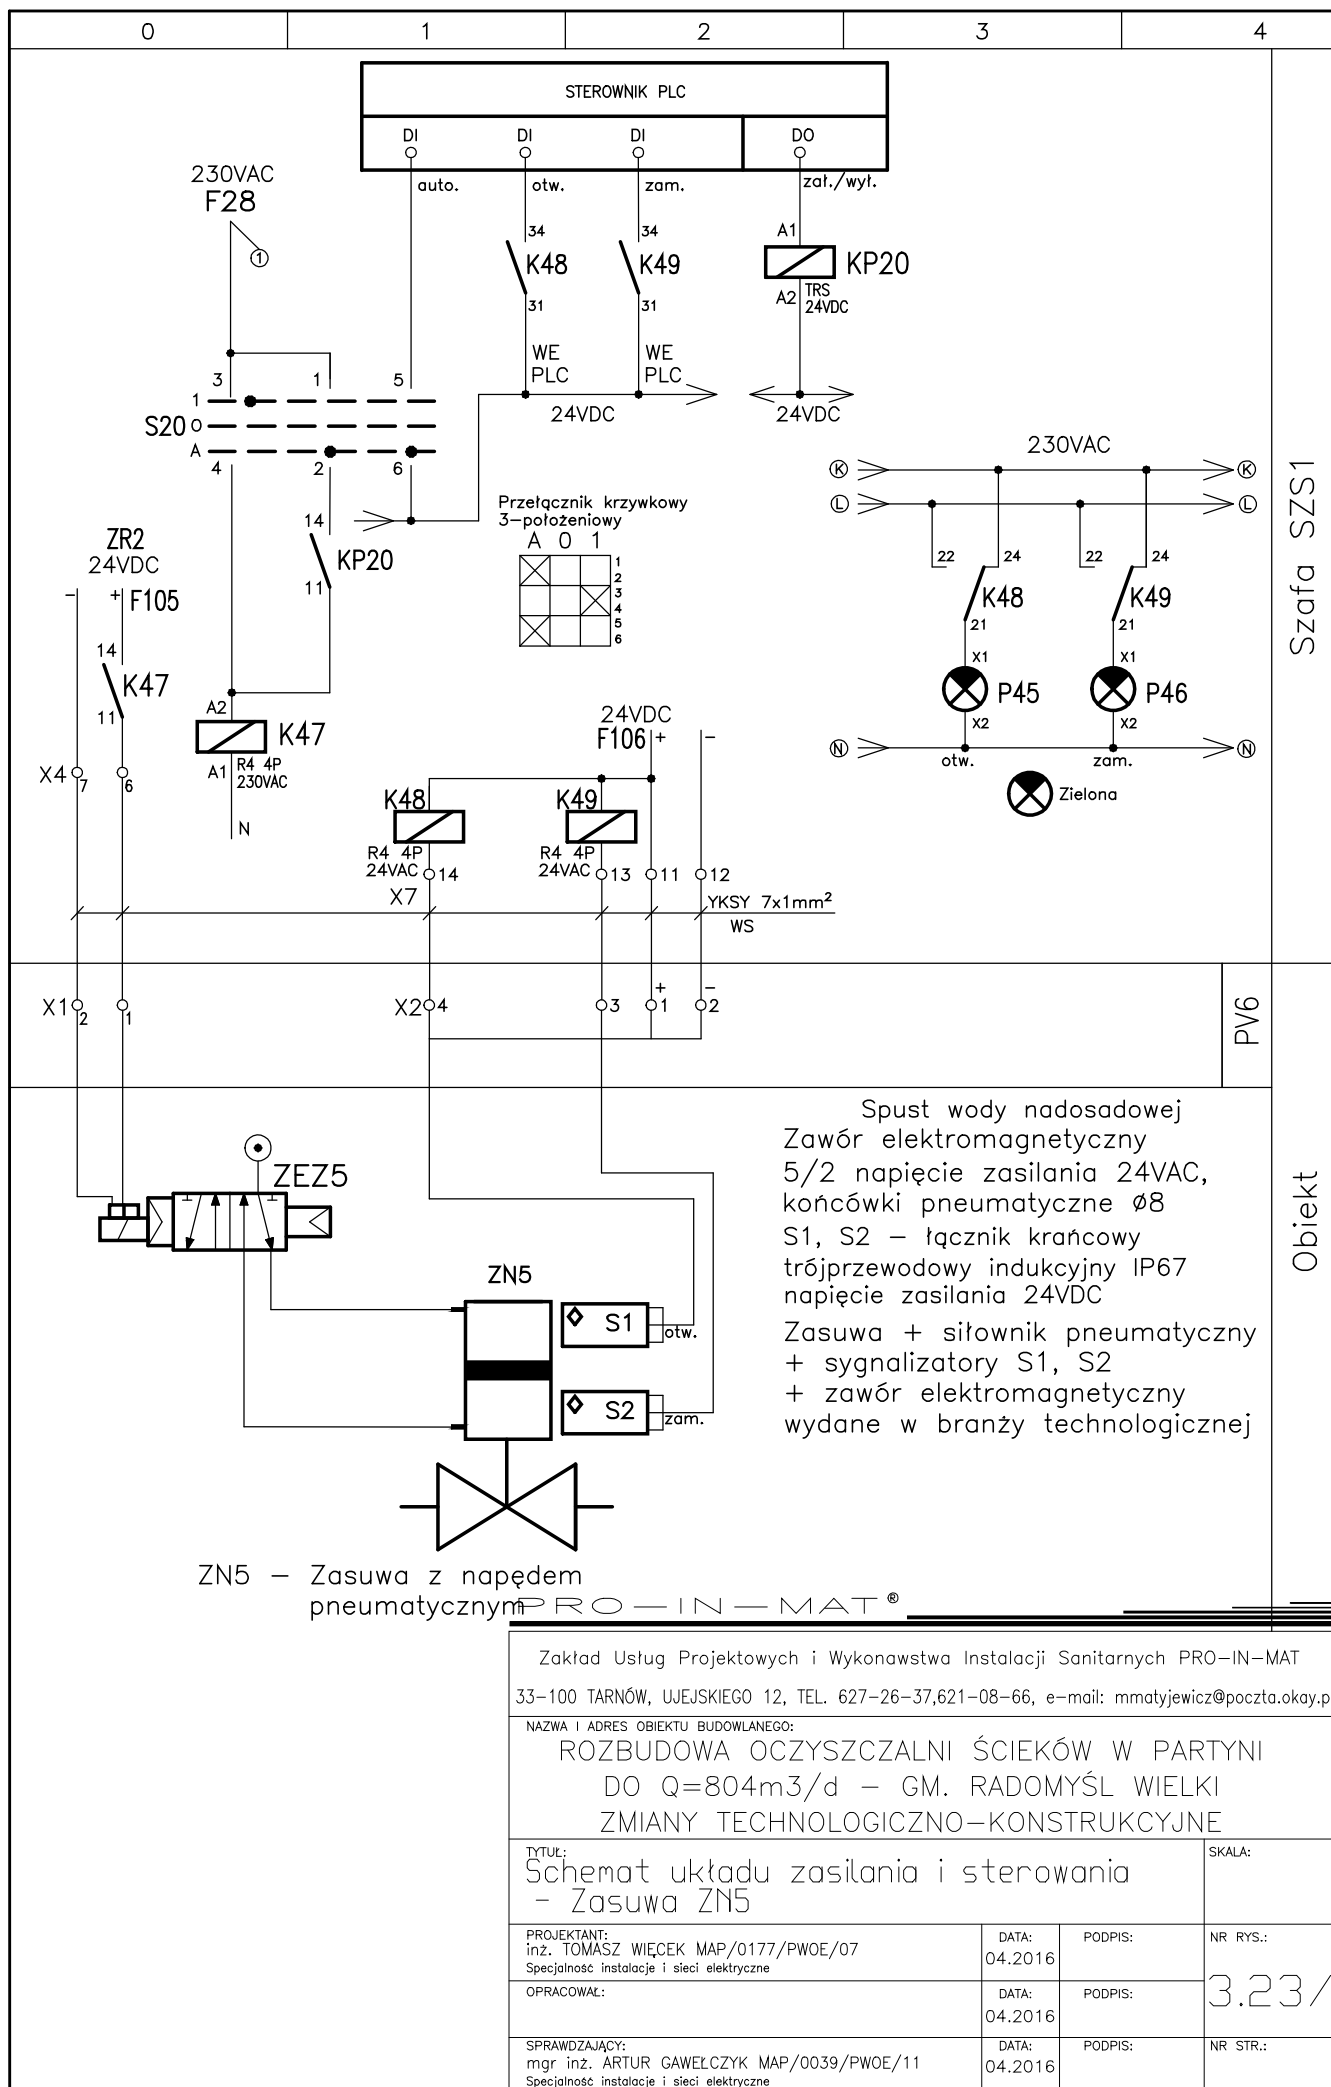 0 1 2 3 4
STEROWNIK PLC
DI DI DI DO
auto. otw. zam. zał./wył.
230VAC
F28
1
34 34 A1
K48 K49 KP20
31 31 A2 TRS
24VDC
WE WE
PLC PLC
24VDC 24VDC
3 1 5
1
S20 0
A
4 2 6
Przełącznik krzywkowy
3-położeniowy
A 0 1
1
2
3
4
5
6
14
KP20
11
ZR2
24VDC
- + F105
14
K47
11
A2
K47
A1 R4 4P
230VAC
N
X4 7 6
230VAC
K K
L L
22 24 22 24
K48 K49
21 21
X1 X1
P45 P46
X2 X2
N N
otw. zam.
Zielona
Szafa SZS1
24VDC
F106 + -
K48 K49
R4 4P R4 4P
24VAC 14 24VAC 13 11 12
X7
YKSY 7x1mm²
WS
X1 2 1 X2 4 3 + 1 - 2
PV6
Obiekt
ZEZ5
ZN5
S1
otw.
S2
zam.
Spust wody nadosadowej
Zawór elektromagnetyczny
5/2 napięcie zasilania 24VAC,
końcówki pneumatyczne Ø8
S1, S2 - łącznik krańcowy
trójprzewodowy indukcyjny IP67
napięcie zasilania 24VDC
Zasuwa + siłownik pneumatyczny
+ sygnalizatory S1, S2
+ zawór elektromagnetyczny
wydane w branży technologicznej
ZN5 - Zasuwa z napędem
pneumatycznym
PRO-IN-MAT®
Zakład Usług Projektowych i Wykonawstwa Instalacji Sanitarnych PRO-IN-MAT
33-100 TARNÓW, UJEJSKIEGO 12, TEL. 627-26-37,621-08-66, e-mail: mmatyjewicz@poczta.okay.p
NAZWA I ADRES OBIEKTU BUDOWLANEGO:
ROZBUDOWA OCZYSZCZALNI ŚCIEKÓW W PARTYNI
DO Q=804m3/d - GM. RADOMYŚL WIELKI
ZMIANY TECHNOLOGICZNO-KONSTRUKCYJNE
TYTUŁ: SKALA:
Schemat układu zasilania i sterowania
- Zasuwa ZN5
PROJEKTANT: DATA: PODPIS: NR RYS.:
inż. TOMASZ WIĘCEK MAP/0177/PWOE/07 04.2016
Specjalność instalacje i sieci elektryczne
OPRACOWAŁ: DATA: PODPIS: 3.23/
04.2016
SPRAWDZAJĄCY: DATA: PODPIS: NR STR.:
mgr inż. ARTUR GAWEŁCZYK MAP/0039/PWOE/11 04.2016
Specjalność instalacje i sieci elektryczne